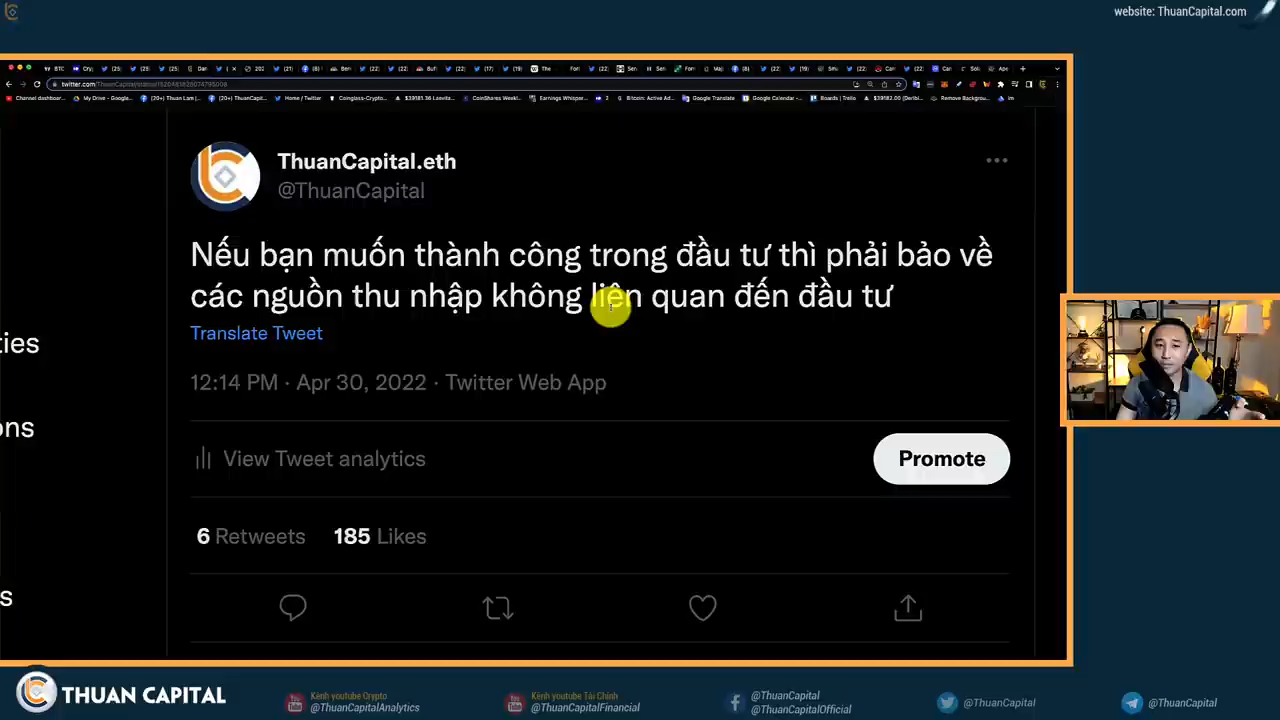 website: ThuanCapital.com
ThuanCapital.eth
@ThuanCapital
Nếu bạn muốn thành công trong đầu tư thì phải bảo về
các nguồn thu nhập không liên quan đến đầu tư
Translate Tweet
12:14 PM · Apr 30, 2022 · Twitter Web App
ties
ons
View Tweet analytics
Promote
6 Retweets 185 Likes
s
THUAN CAPITAL
Kênh youtube Crypto
@ThuanCapitalAnalytics
Kênh youtube Tài Chính
@ThuanCapitalFinancial
@ThuanCapital
@ThuanCapitalOfficial
@ThuanCapital
@ThuanCapital